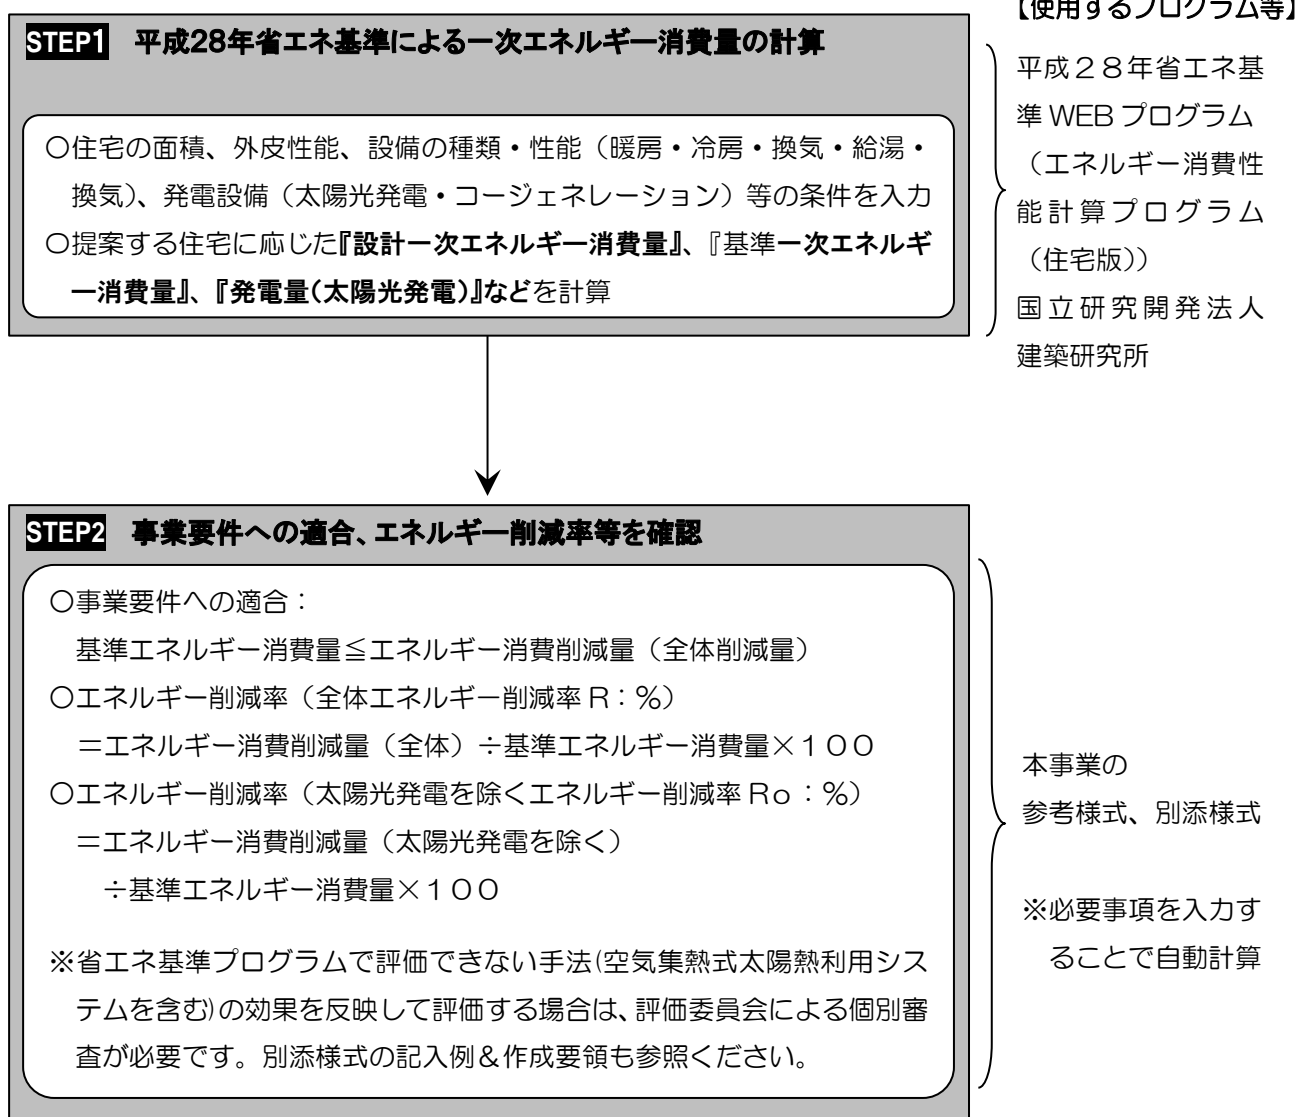 【使用するプログラム等】
STEP1 平成28年省エネ基準による一次エネルギー消費量の計算
〇住宅の面積、外皮性能、設備の種類・性能（暖房・冷房・換気・給湯・
換気）、発電設備（太陽光発電・コージェネレーション）等の条件を入力
〇提案する住宅に応じた『設計一次エネルギー消費量』、『基準一次エネルギ
ー消費量』、『発電量（太陽光発電）』などを計算
平成２８年省エネ基
準 WEB プログラム
（エネルギー消費性
能計算プログラム
（住宅版））
国立研究開発法人
建築研究所
STEP2 事業要件への適合、エネルギー削減率等を確認
〇事業要件への適合：
基準エネルギー消費量≦エネルギー消費削減量（全体削減量）
〇エネルギー削減率（全体エネルギー削減率 R：％）
＝エネルギー消費削減量（全体）÷基準エネルギー消費量×１００
〇エネルギー削減率（太陽光発電を除くエネルギー削減率 Ro：％）
＝エネルギー消費削減量（太陽光発電を除く）
÷基準エネルギー消費量×１００
※省エネ基準プログラムで評価できない手法(空気集熱式太陽熱利用シス
テムを含む)の効果を反映して評価する場合は、評価委員会による個別審
査が必要です。別添様式の記入例＆作成要領も参照ください。
本事業の
参考様式、別添様式
※必要事項を入力す
ることで自動計算